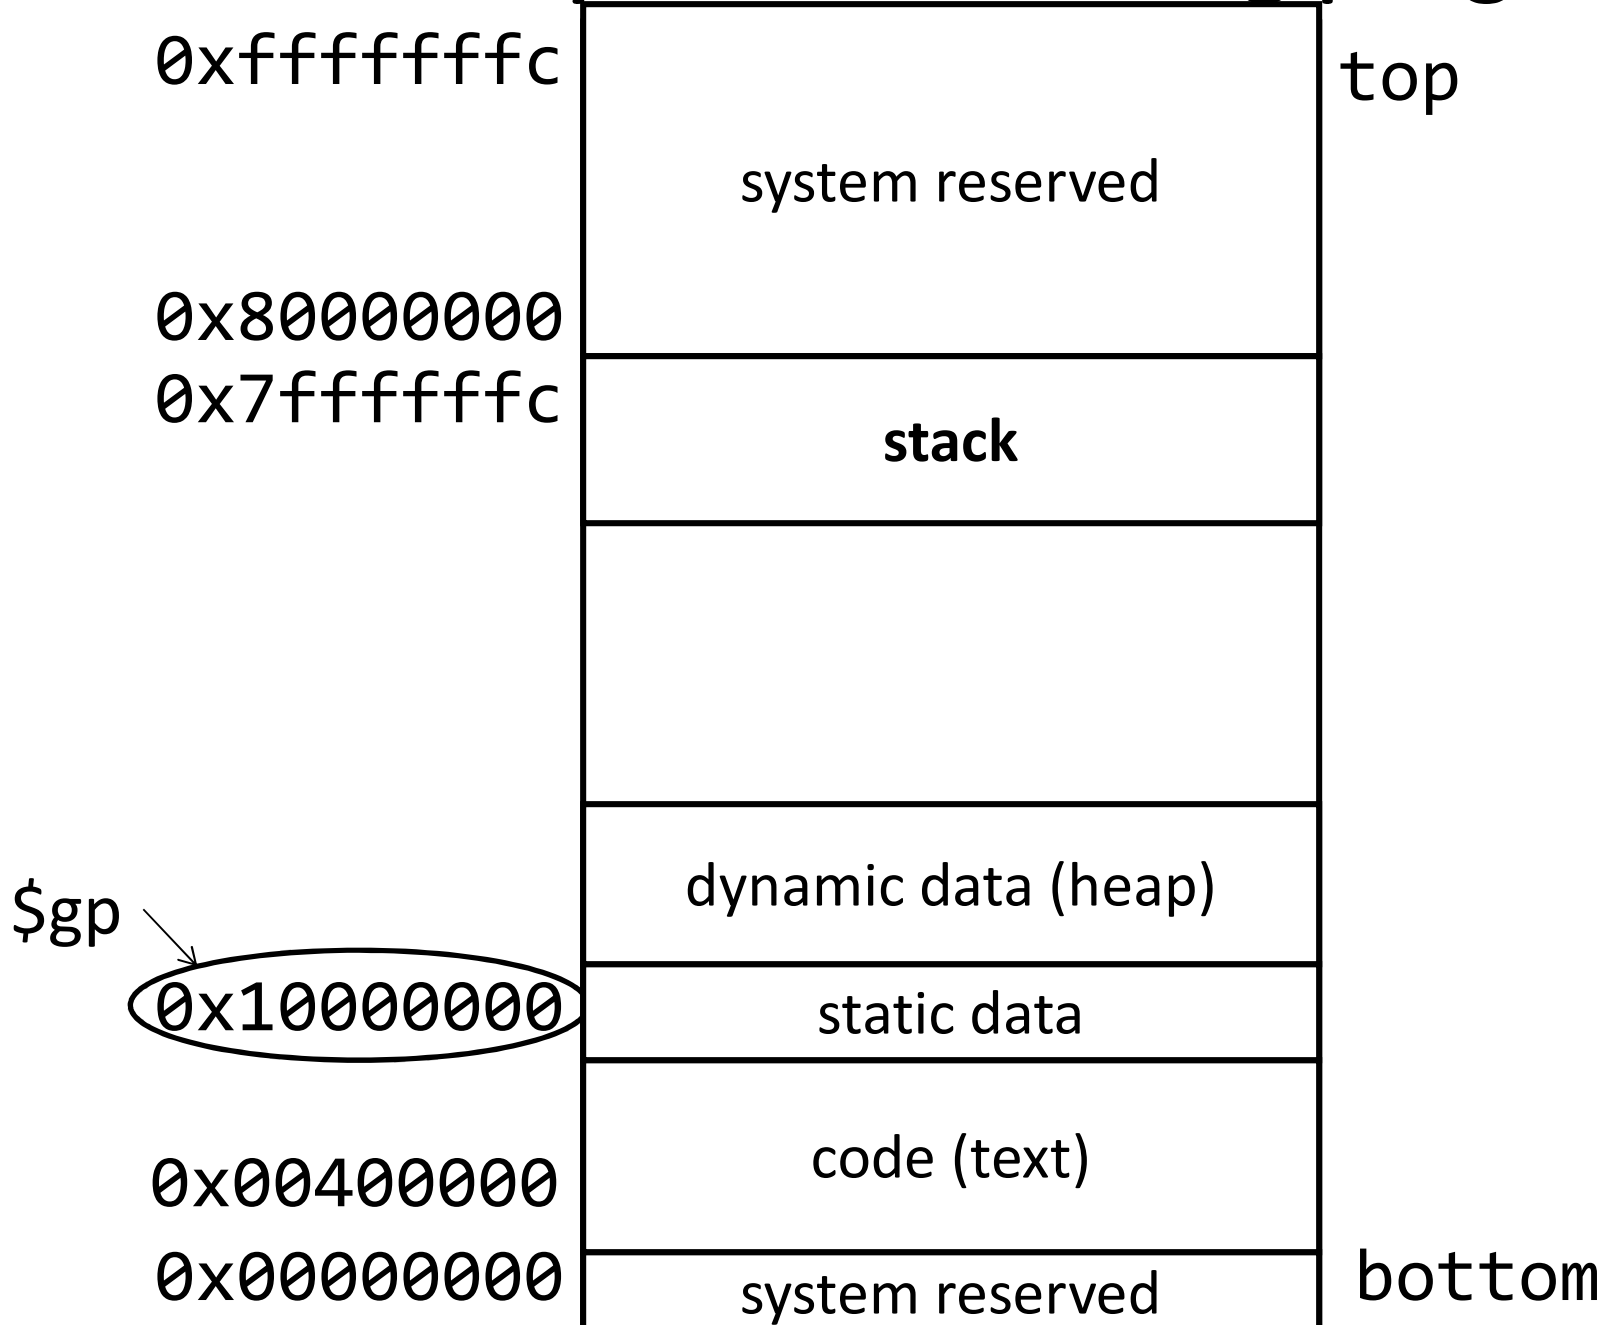 0xfffffffc
top
system reserved
0x80000000
0x7ffffffc
stack
dynamic data (heap)
$gp
0x10000000
static data
code (text)
0x00400000
0x00000000
system reserved
bottom